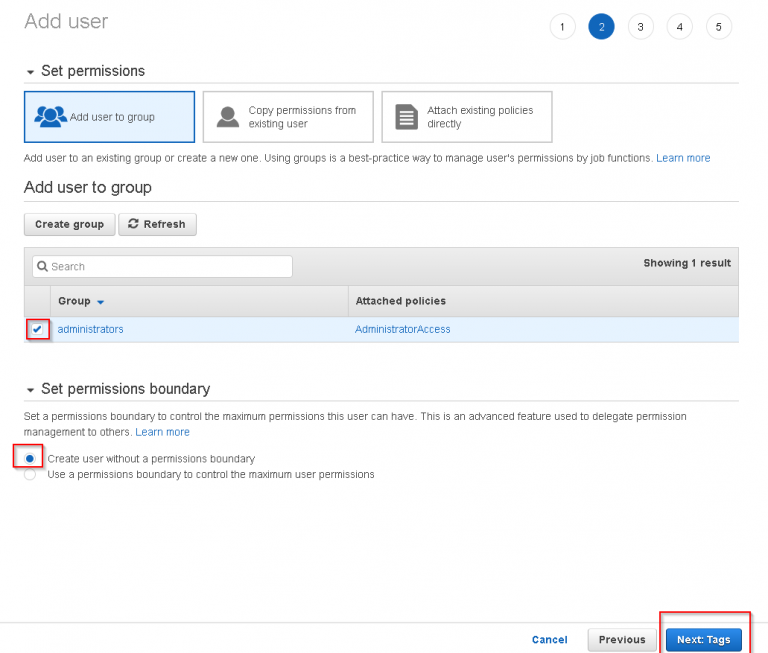 Add user
1 2 3 4 5
Set permissions
Add user to group
Copy permissions from
existing user
Attach existing policies
directly
Add user to an existing group or create a new one. Using groups is a best-practice way to manage user's permissions by job functions. Learn more
Add user to group
Create group
Refresh
Search
Showing 1 result
Group
Attached policies
administrators
AdministratorAccess
Set permissions boundary
Set a permissions boundary to control the maximum permissions this user can have. This is an advanced feature used to delegate permission
management to others. Learn more
Create user without a permissions boundary
Use a permissions boundary to control the maximum user permissions
Cancel
Previous
Next: Tags